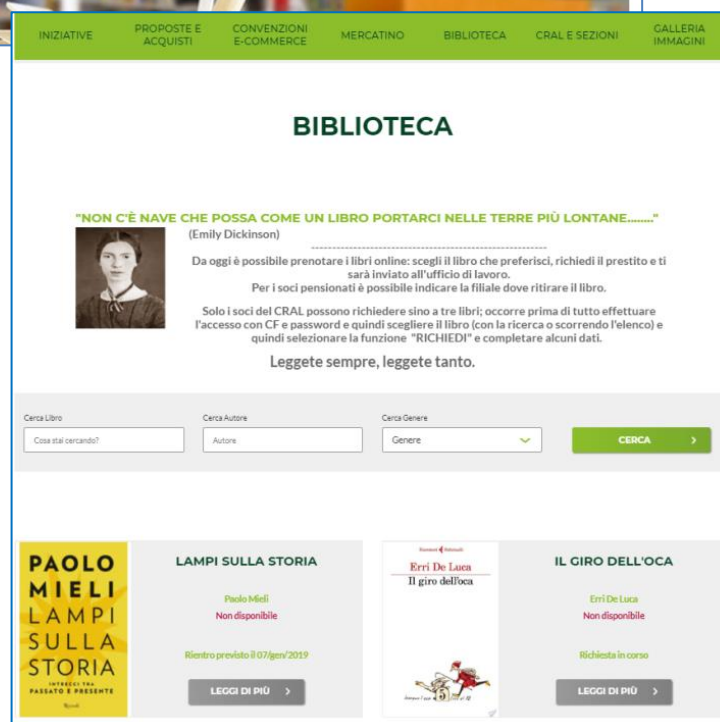 INIZIATIVE
PROPOSTE E
ACQUISTI
CONVENZIONI
E-COMMERCE
MERCATINO
BIBLIOTECA
CRAL E SEZIONI
GALLERIA
IMMAGINI
BIBLIOTECA
"NON C'È NAVE CHE POSSA COME UN LIBRO PORTARCI NELLE TERRE PIÙ LONTANE........"
(Emily Dickinson)
--------------------------------------------------------
Da oggi è possibile prenotare i libri online: scegli il libro che preferisci, richiedi il prestito e ti
sarà inviato all'ufficio di lavoro.
Per i soci pensionati è possibile indicare la filiale dove ritirare il libro.
Solo i soci del CRAL possono richiedere sino a tre libri; occorre prima di tutto effettuare
l'accesso con CF e password e quindi scegliere il libro (con la ricerca o scorrendo l'elenco) e
quindi selezionare la funzione "RICHIEDI" e completare alcuni dati.
Leggete sempre, leggete tanto.
Cerca Libro
Cosa stai cercando?
Cerca Autore
Autore
Cerca Genere
Genere
CERCA >
PAOLO
MIELI
LAMPI
SULLA
STORIA
INTRECCI TRA
PASSATO E PRESENTE
Rizzoli
LAMPI SULLA STORIA
Paolo Mieli
Non disponibile
Rientro previsto il 07/gen/2019
LEGGI DI PIÙ >
Erri De Luca
Il giro dell'oca
IL GIRO DELL'OCA
Erri De Luca
Non disponibile
Richiesta in corso
LEGGI DI PIÙ >